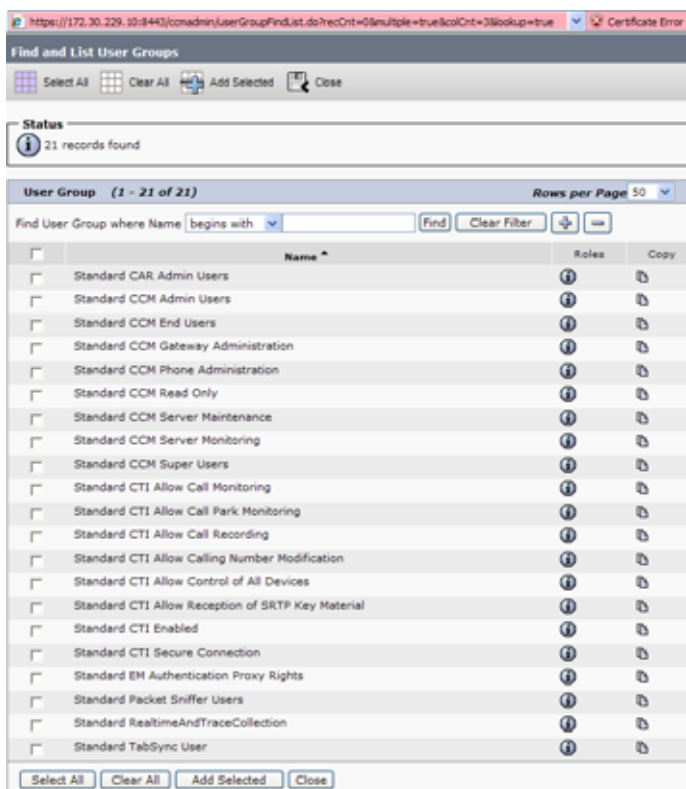 https://172.30.229.10:8443/ccmadmin/userGroupFindList.do?recCnt=0&multiple=true&colCnt=3&lookup=true Certificate Error
Find and List User Groups
Select All Clear All Add Selected Close
Status
21 records found
User Group (1 - 21 of 21) Rows per Page 50
Find User Group where Name begins with Find Clear Filter
Name Roles Copy
Standard CAR Admin Users
Standard CCM Admin Users
Standard CCM End Users
Standard CCM Gateway Administration
Standard CCM Phone Administration
Standard CCM Read Only
Standard CCM Server Maintenance
Standard CCM Server Monitoring
Standard CCM Super Users
Standard CTI Allow Call Monitoring
Standard CTI Allow Call Park Monitoring
Standard CTI Allow Call Recording
Standard CTI Allow Calling Number Modification
Standard CTI Allow Control of All Devices
Standard CTI Allow Reception of SRTP Key Material
Standard CTI Enabled
Standard CTI Secure Connection
Standard EM Authentication Proxy Rights
Standard Packet Sniffer Users
Standard RealtimeAndTraceCollection
Standard TabSync User
Select All Clear All Add Selected Close